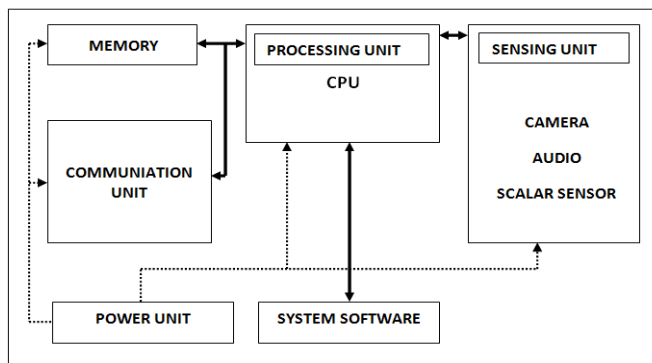 MEMORY
PROCESSING UNIT
CPU
SENSING UNIT
CAMERA
AUDIO
SCALAR SENSOR
COMMUNIATION
UNIT
POWER UNIT
SYSTEM SOFTWARE